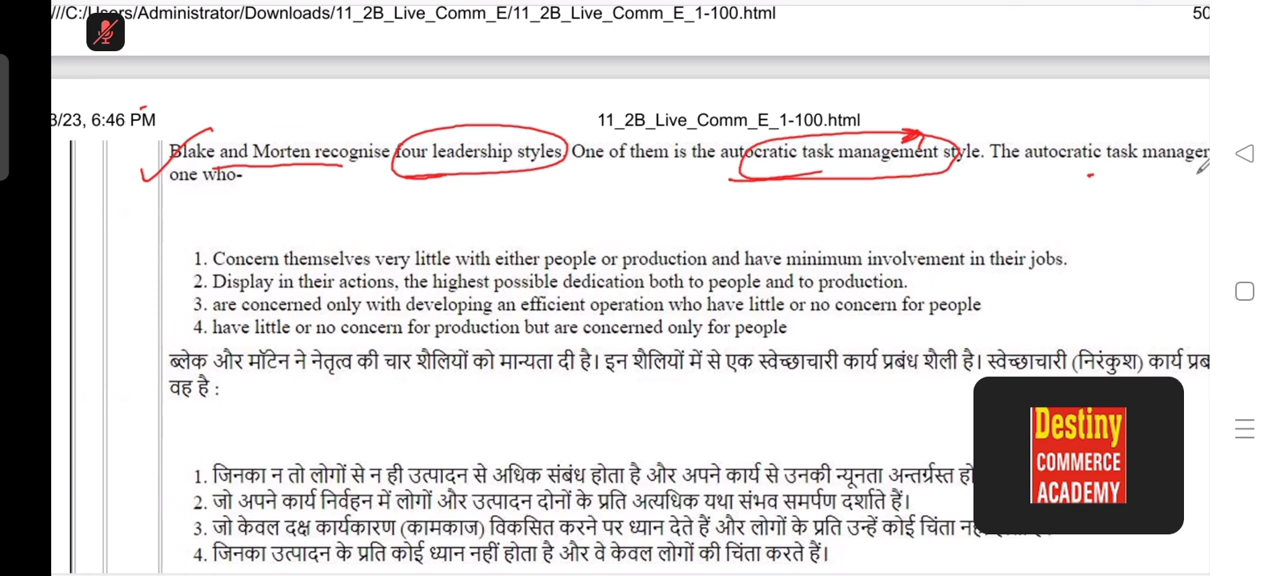 ///C:/Users/Administrator/Downloads/11_2B_Live_Comm_E/11_2B_Live_Comm_E_1-100.html 50
3/23, 6:46 PM 11_2B_Live_Comm_E_1-100.html
Blake and Morten recognise four leadership styles. One of them is the autocratic task management style. The autocratic task manager
one who-
1. Concern themselves very little with either people or production and have minimum involvement in their jobs.
2. Display in their actions, the highest possible dedication both to people and to production.
3. are concerned only with developing an efficient operation who have little or no concern for people
4. have little or no concern for production but are concerned only for people
ब्लेक और मॉटेन ने नेतृत्व की चार शैलियों को मान्यता दी है। इन शैलियों में से एक स्वेच्छाचारी कार्य प्रबंध शैली है। स्वेच्छाचारी (निरंकुश) कार्य
वह है :
1. जिनका न तो लोगों से न ही उत्पादन से अधिक संबंध होता है और अपने कार्य से उनकी न्यूनता अन्तर्ग्रस्त
2. जो अपने कार्य निर्वहन में लोगों और उत्पादन दोनों के प्रति अत्यधिक यथा संभव समर्पण दर्शाते हैं।
3. जो केवल दक्ष कार्यकारण (कामकाज) विकसित करने पर ध्यान देते हैं और लोगों के प्रति उन्हें कोई चिंता
4. जिनका उत्पादन के प्रति कोई ध्यान नहीं होता है और वे केवल लोगों की चिंता करते हैं।
Destiny
COMMERCE
ACADEMY